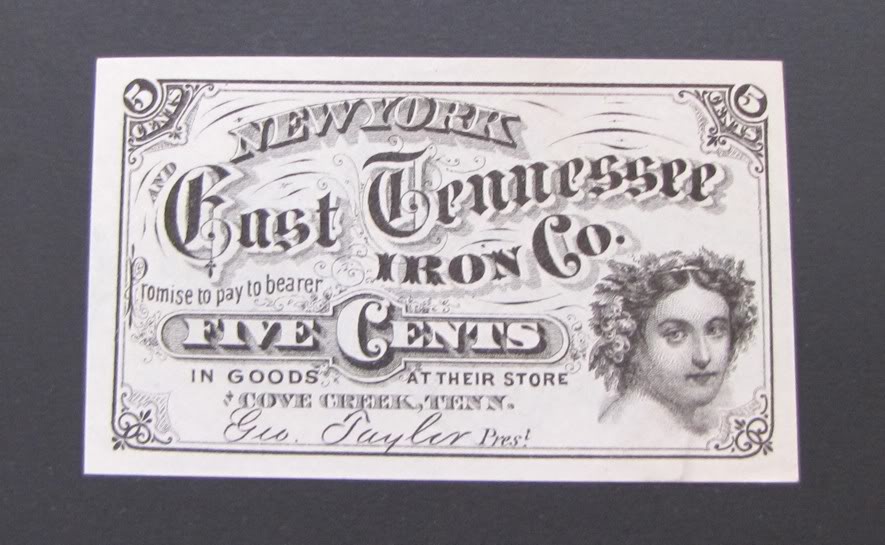 5 CENTS
5 CENTS
NEW YORK
AND
East Tennessee
IRON Co.
Promise to pay to bearer
FIVE CENTS
IN GOODS AT THEIR STORE
COVE CREEK, TENN.
Geo. Taylor Prest